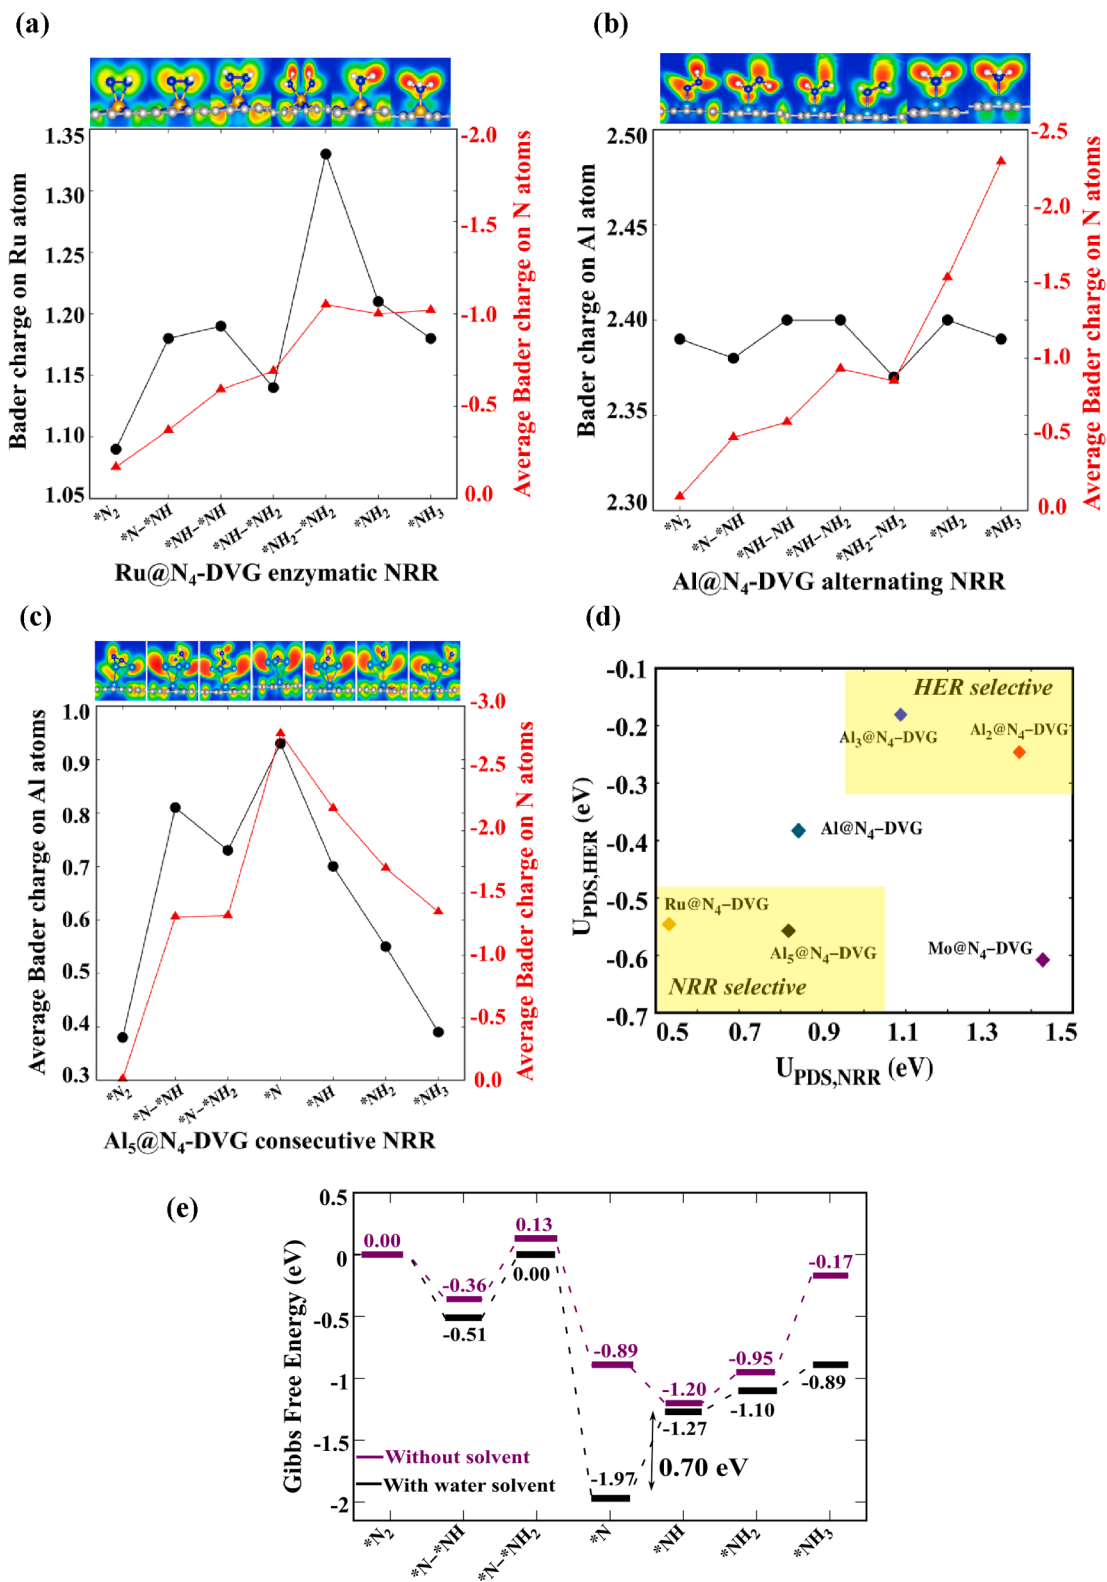 (a)
1.35
1.30
1.25
1.20
1.15
1.10
1.05
Bader charge on Ru atom
-2.0
-1.5
-1.0
-0.5
0.0
Average Bader charge on N atoms
*N₂
*N−*NH
*NH−*NH
*NH−*NH₂
*NH₂−*NH₂
*NH₂
*NH₃
Ru@N₄-DVG enzymatic NRR
(b)
2.50
2.45
2.40
2.35
2.30
Bader charge on Al atom
-2.5
-2.0
-1.5
-1.0
-0.5
0.0
Average Bader charge on N atoms
*N₂
*N−*NH
*NH−NH
*NH−NH₂
*NH₂−NH₂
*NH₂
*NH₃
Al@N₄-DVG alternating NRR
(c)
1.0
0.9
0.8
0.7
0.6
0.5
0.4
0.3
Average Bader charge on Al atoms
-3.0
-2.5
-2.0
-1.5
-1.0
-0.5
0.0
Average Bader charge on N atoms
*N₂
*N−*NH
*N−*NH₂
*N
*NH
*NH₂
*NH₃
Al₅@N₄-DVG consecutive NRR
(d)
-0.1
-0.2
-0.3
-0.4
-0.5
-0.6
-0.7
U_PDS,HER (eV)
HER selective
Al₃@N₄−DVG
Al₂@N₄−DVG
Al@N₄−DVG
Ru@N₄−DVG
Al₅@N₄−DVG
Mo@N₄−DVG
NRR selective
0.5
0.7
0.9
1.1
1.3
1.5
U_PDS,NRR (eV)
(e)
0.5
0
-0.5
-1
-1.5
-2
Gibbs Free Energy (eV)
0.00
-0.36
-0.51
0.13
0.00
-0.89
-1.97
-1.20
-1.27
-0.95
-1.10
-0.17
-0.89
0.70 eV
Without solvent
With water solvent
*N₂
*N−*NH
*N−*NH₂
*N
*NH
*NH₂
*NH₃